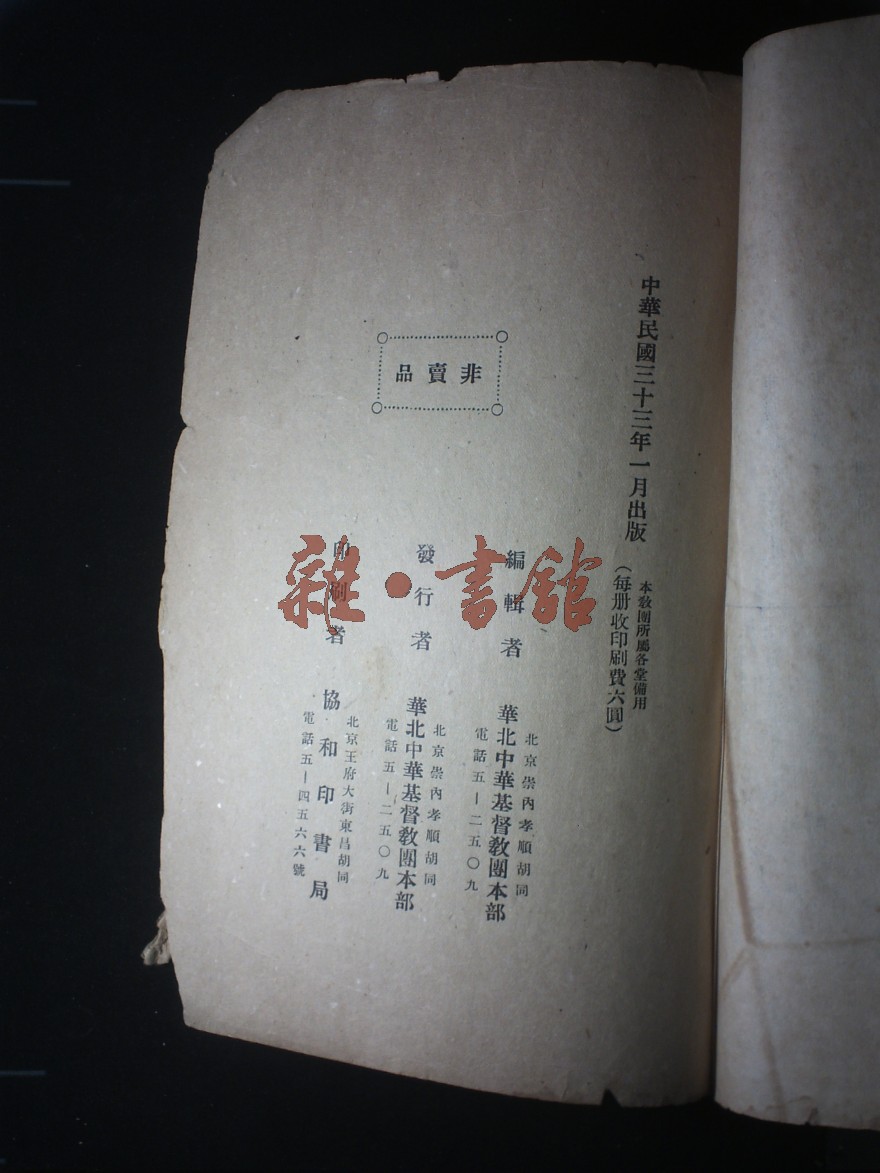 中華民國三十三年一月出版
本教團所屬各堂備用
（每册收印刷費六圓）
非賣品
編輯者
北京崇內孝順胡同
華北中華基督教團本部
電話五—二五〇九
發行者
北京崇內孝順胡同
華北中華基督教團本部
電話五—二五〇九
印刷者
北京王府大街東昌胡同
協和印書局
電話五—四五六六號
雜·書館